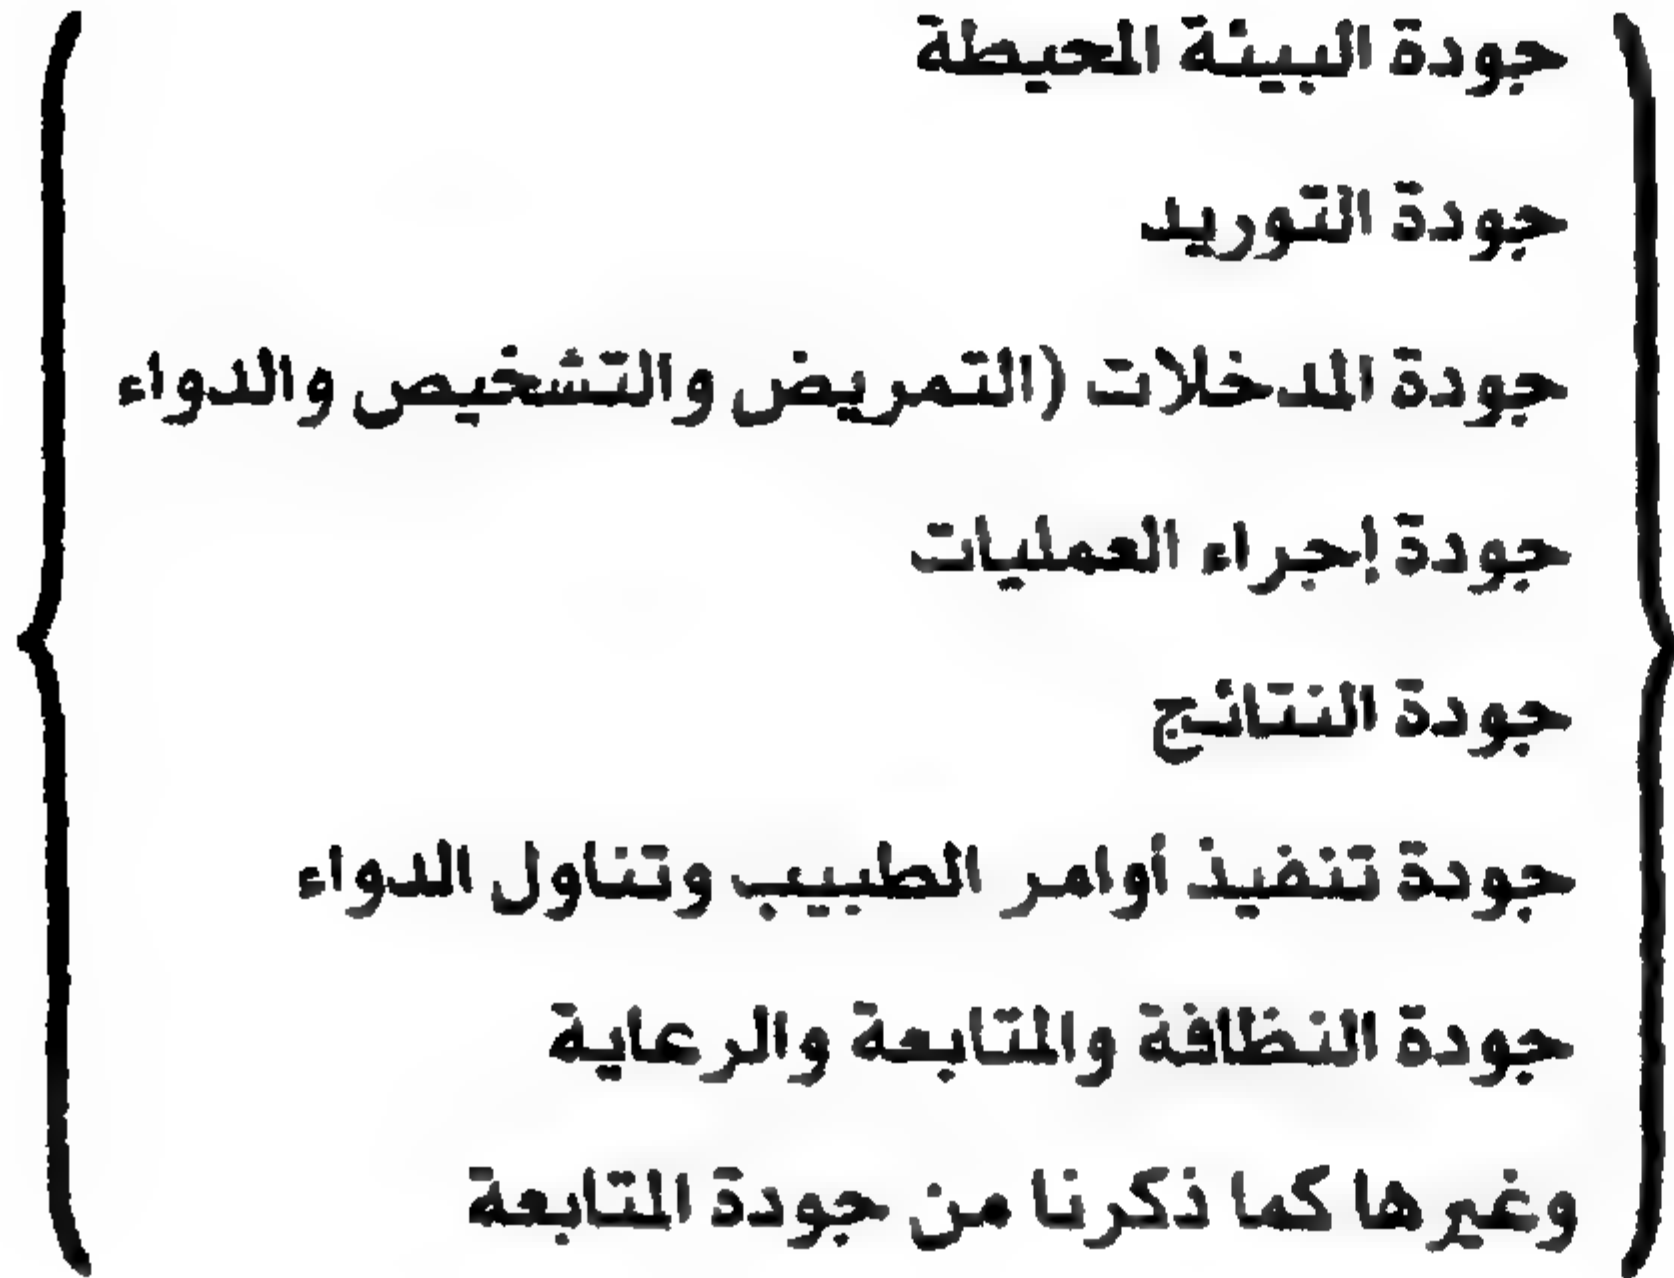 جودة البيئة المحيطة
جودة التوريد
جودة المدخلات (التمريض والتشخيص والدواء
جودة إجراء العمليات
جودة النتائج
جودة تنفيذ أوامر الطبيب وتناول الدواء
جودة النظافة والمتابعة والرعاية
وغيرها كما ذكرنا من جودة المتابعة